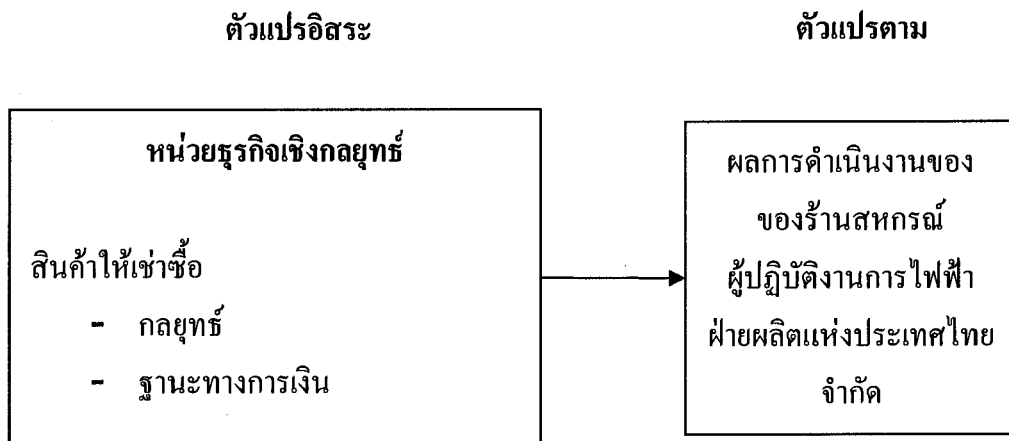 ตัวแปรอิสระ
ตัวแปรตาม
หน่วยธุรกิจเชิงกลยุทธ์
สินค้าให้เช่าซื้อ
- กลยุทธ์
- ฐานะทางการเงิน
ผลการดำเนินงานของ
ของร้านสหกรณ์
ผู้ปฏิบัติงานการไฟฟ้า
ฝ่ายผลิตแห่งประเทศไทย
จำกัด